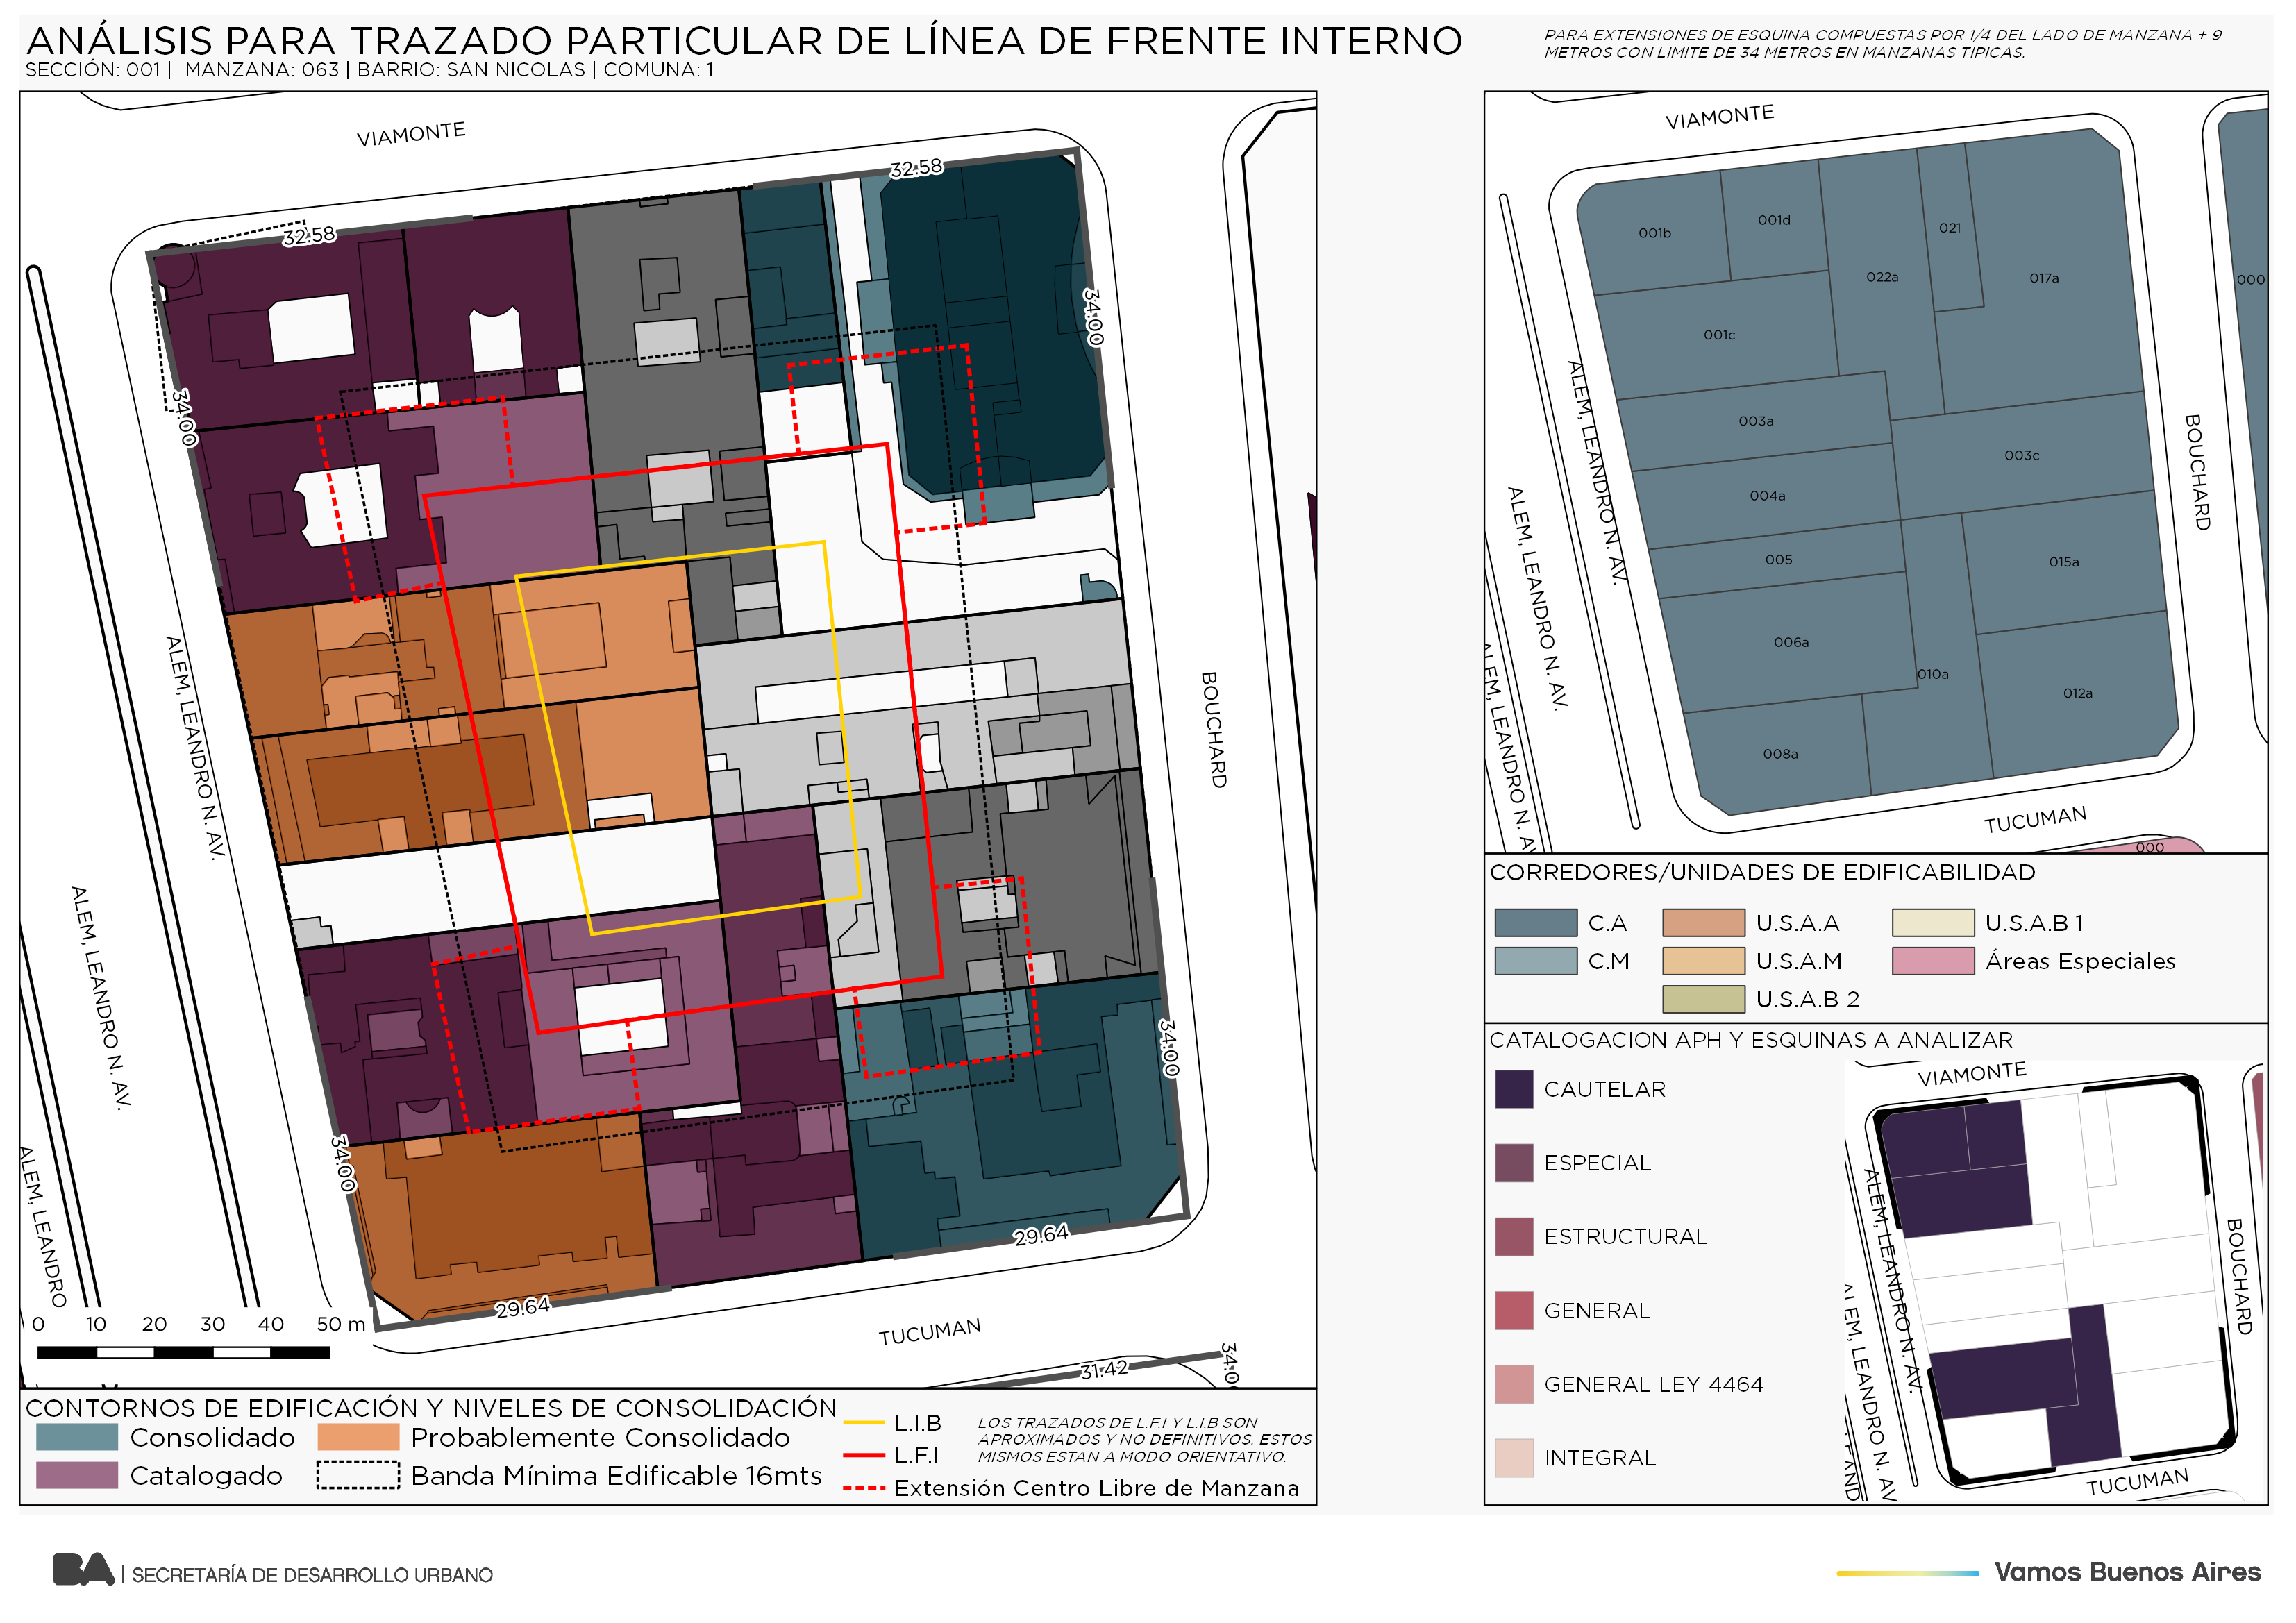 ANÁLISIS PARA TRAZADO PARTICULAR DE LÍNEA DE FRENTE INTERNO
SECCIÓN: 001 | MANZANA: 063 | BARRIO: SAN NICOLAS | COMUNA: 1
PARA EXTENSIONES DE ESQUINA COMPUESTAS POR 1/4 DEL LADO DE MANZANA + 9
METROS CON LIMITE DE 34 METROS EN MANZANAS TIPICAS.
VIAMONTE
32.58
32.58
34.00
34.00
ALEM, LEANDRO N. AV.
BOUCHARD
ALEM, LEANDRO N. AV.
34.00
34.00
ALEM, LEANDRO
29.64
29.64
TUCUMAN
31.42
34.0
0 10 20 30 40 50 m
CONTORNOS DE EDIFICACIÓN Y NIVELES DE CONSOLIDACIÓN
Consolidado
Probablemente Consolidado
Catalogado
Banda Mínima Edificable 16mts
L.I.B
L.F.I
Extensión Centro Libre de Manzana
LOS TRAZADOS DE L.F.I Y L.I.B SON
APROXIMADOS Y NO DEFINITIVOS. ESTOS
MISMOS ESTAN A MODO ORIENTATIVO.
VIAMONTE
001b
001d
021
022a
017a
000
001c
003a
003c
004a
005
015a
006a
010a
012a
008a
ALEM, LEANDRO N. AV.
ALEM, LEANDRO N. AV.
ALEM, LEANDRO N. AV.
BOUCHARD
TUCUMAN
000
CORREDORES/UNIDADES DE EDIFICABILIDAD
C.A
U.S.A.A
U.S.A.B 1
C.M
U.S.A.M
Áreas Especiales
U.S.A.B 2
CATALOGACION APH Y ESQUINAS A ANALIZAR
CAUTELAR
ESPECIAL
ESTRUCTURAL
GENERAL
GENERAL LEY 4464
INTEGRAL
VIAMONTE
ALEM, LEANDRO N. AV.
BOUCHARD
ALEM, LEANDRO N. AV
TUCUMAN
BA | SECRETARÍA DE DESARROLLO URBANO
Vamos Buenos Aires